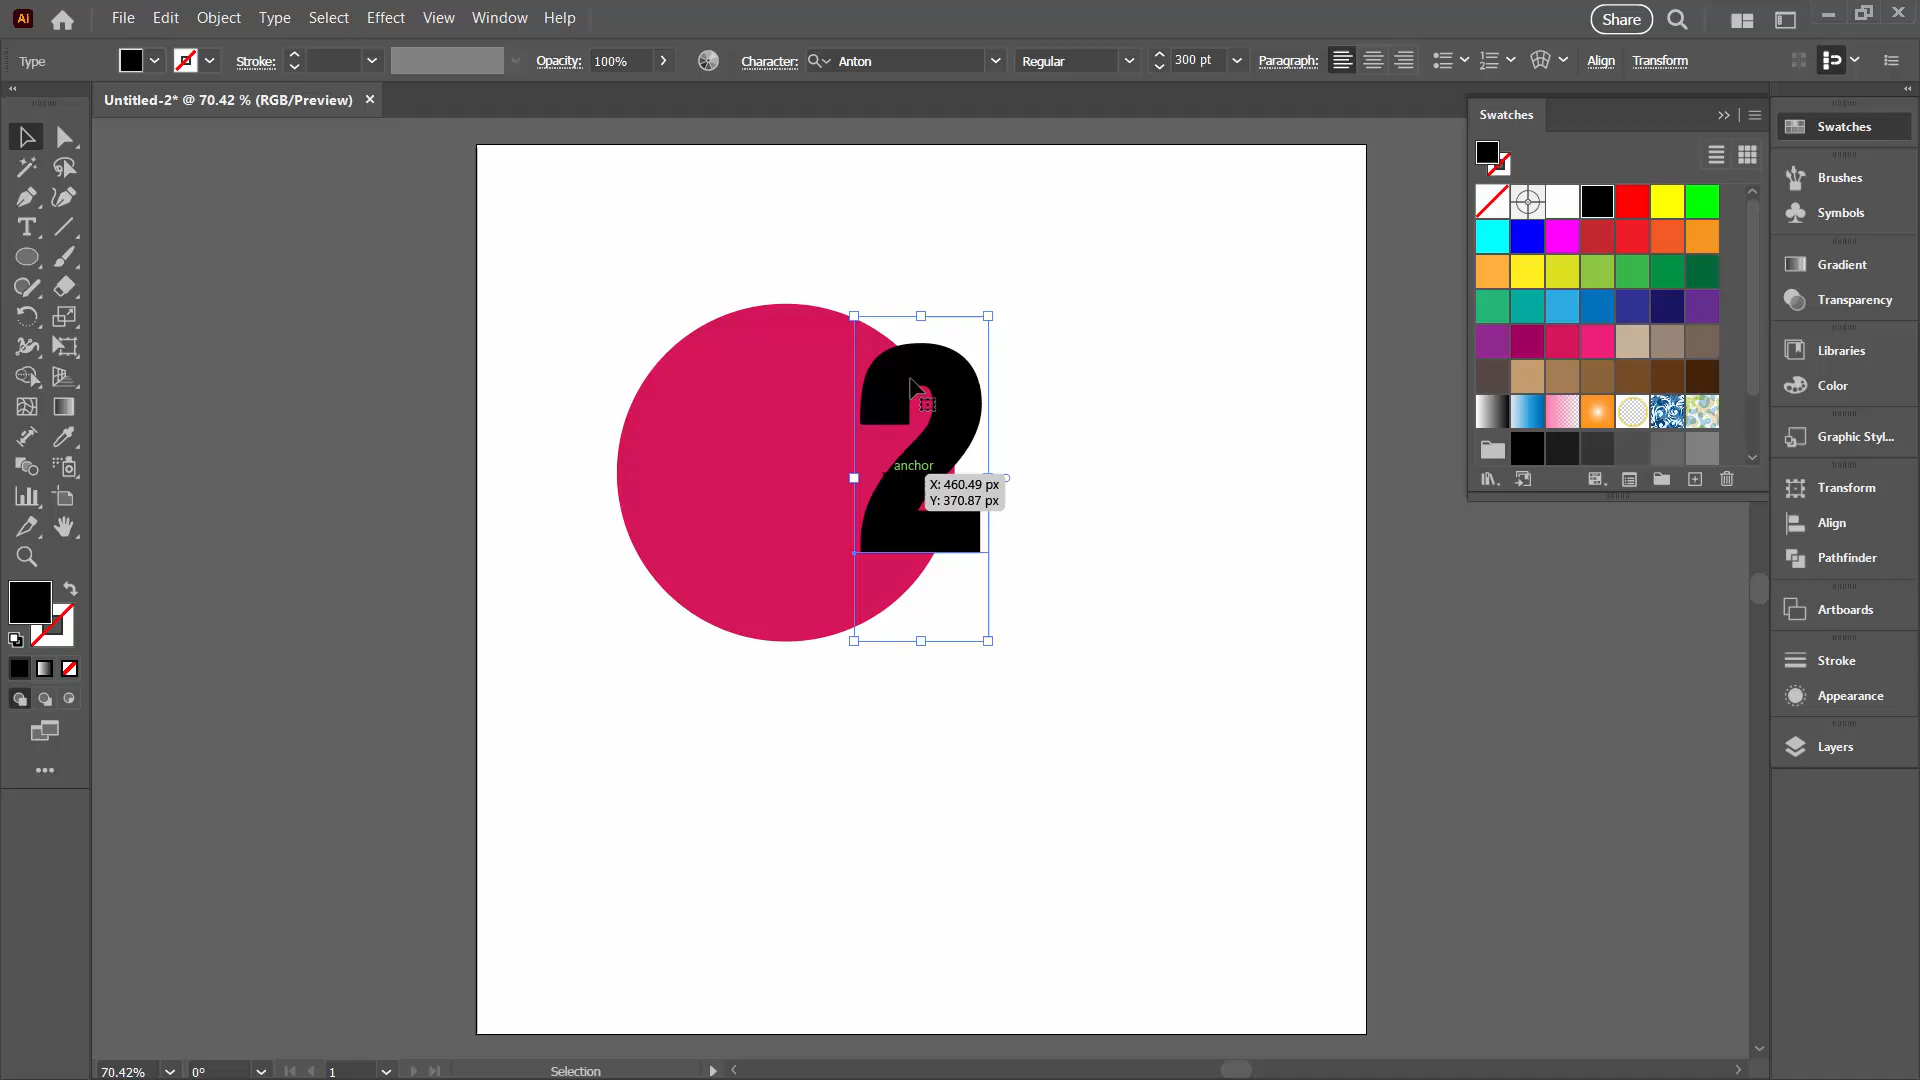 Ai File Edit Object Type Select Effect View Window Help Share
Type Stroke: Opacity: 100% Character: Anton Regular 300 pt Paragraph: Align Transform
Untitled-2* @ 70.42 % (RGB/Preview)
Swatches
Swatches
Brushes
Symbols
Gradient
Transparency
Libraries
Color
Graphic Styl...
Transform
Align
Pathfinder
Artboards
Stroke
Appearance
Layers
2
anchor
X: 460.49 px
Y: 370.87 px
70.42% 0° 1 Selection